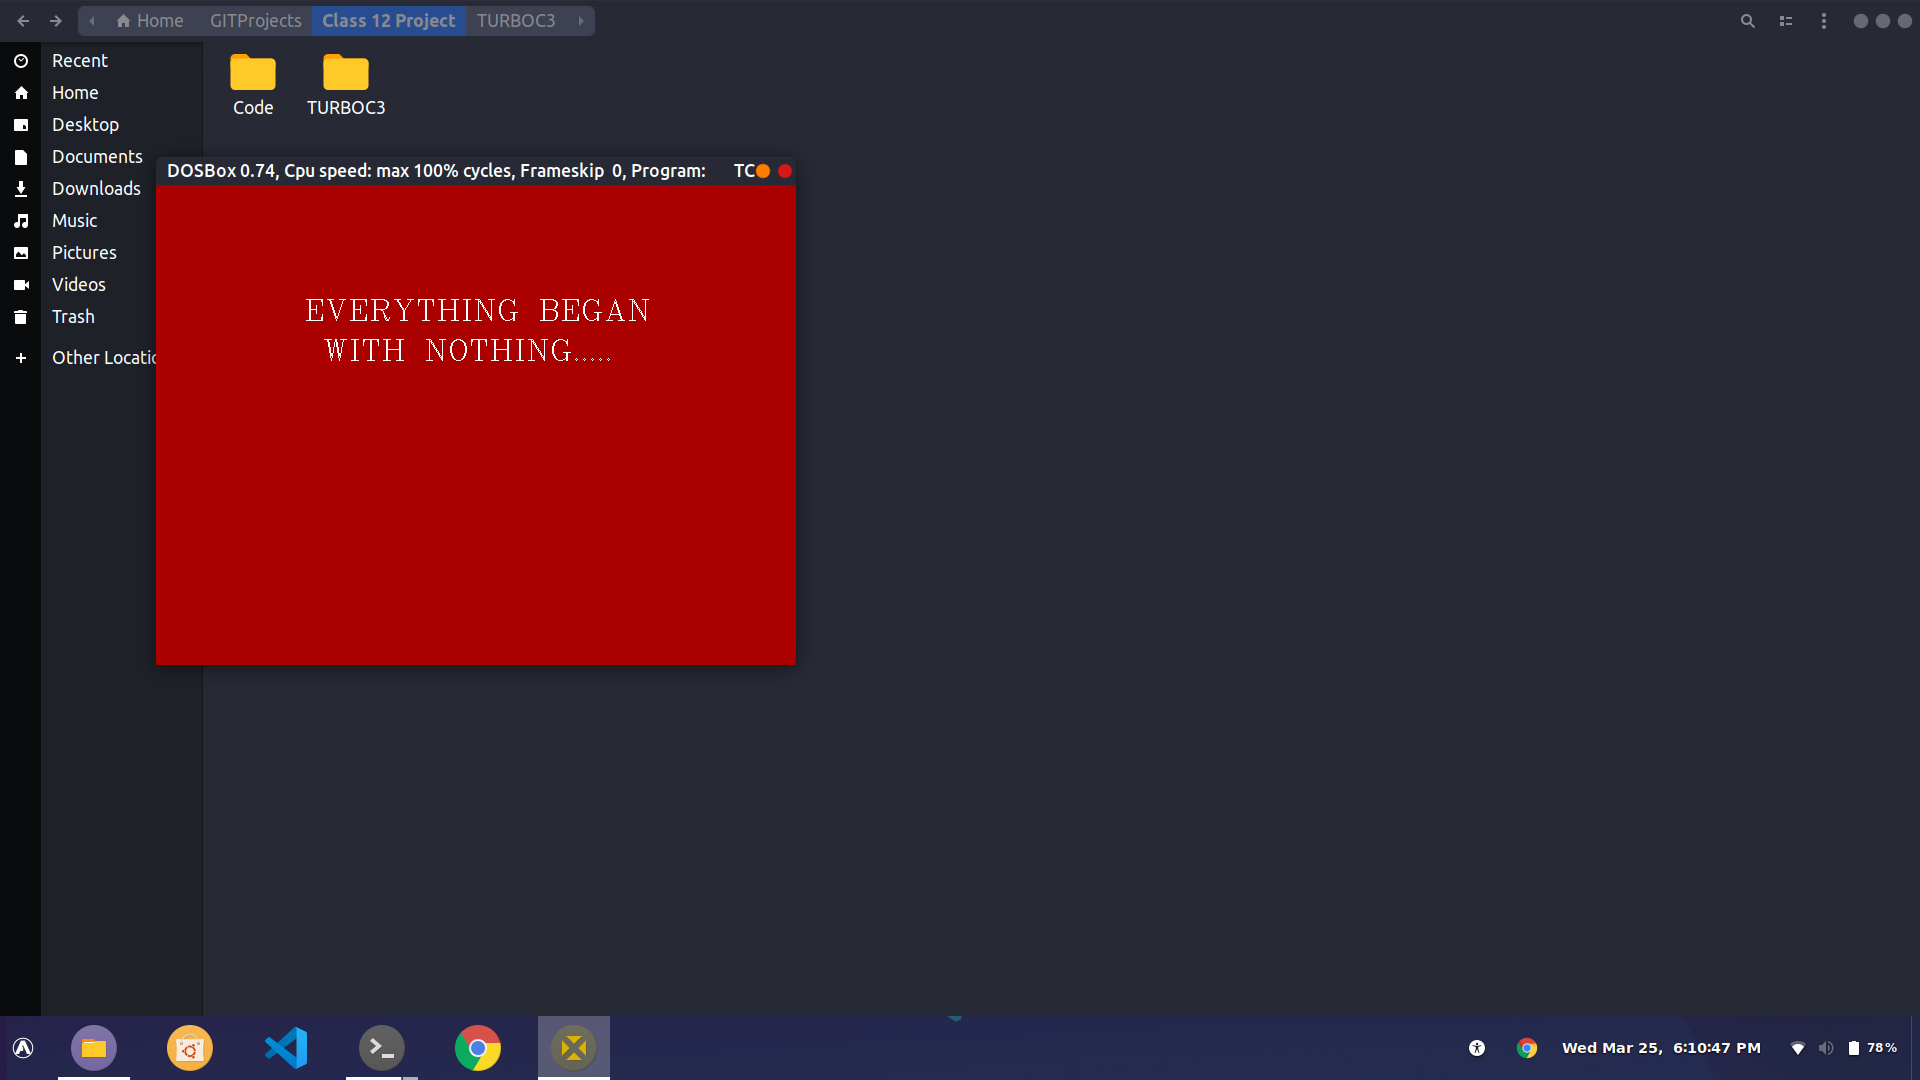 Home GITProjects Class 12 Project TURBOC3
Recent
Home
Desktop
Documents
Downloads
Music
Pictures
Videos
Trash
Other Locatio
Code TURBOC3
DOSBox 0.74, Cpu speed: max 100% cycles, Frameskip 0, Program: TC
EVERYTHING BEGAN
WITH NOTHING.....
Wed Mar 25, 6:10:47 PM 78%